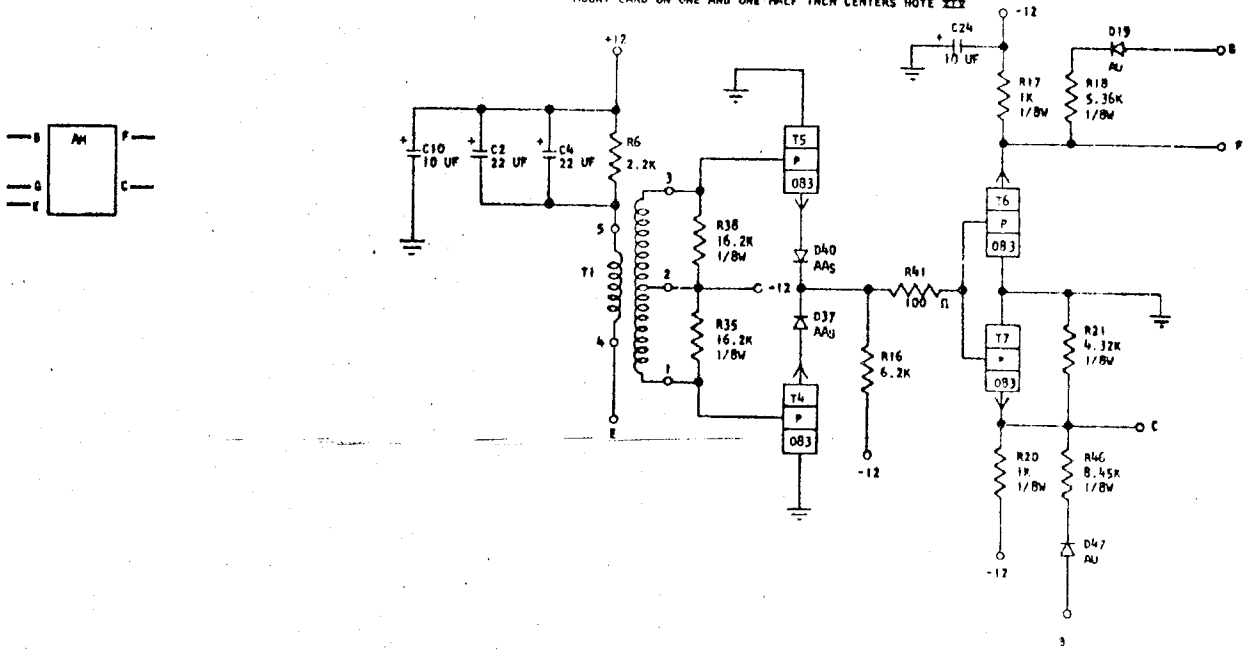 MOUNT CARD ON ONE AND ONE HALF INCH CENTERS NOTE XIX
-12
+12
C24
+
10 UF
D19
AU
B
R17
1K
1/8W
R18
5.36K
1/8W
B
AH
F
G
E
C
+
C10
10 UF
+
C2
22 UF
+
C4
22 UF
R6
2.2K
T5
P
083
F
3
5
T1
4
E
R38
16.2K
1/8W
2
-12
R35
16.2K
1/8W
1
D40
AAS
D37
T4
P
083
R41
100 Ω
R16
6.2K
-12
T6
P
083
T7
P
083
R21
4.32K
1/8W
C
R20
1K
1/8W
-12
R46
8.45K
1/8W
D47
AU